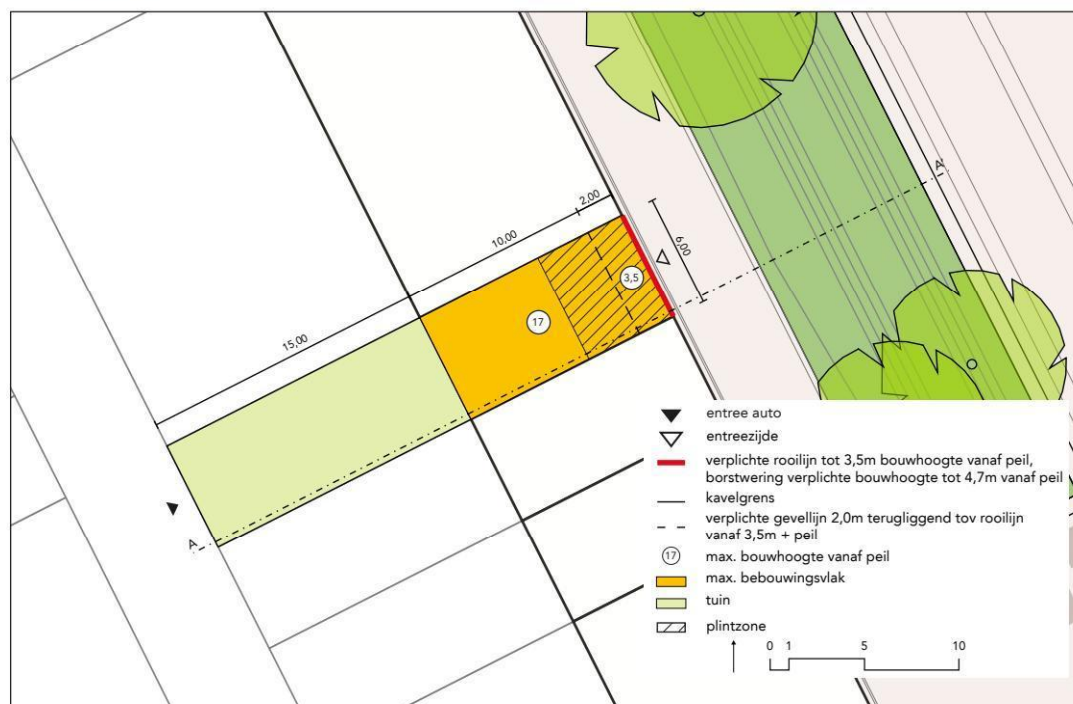 A'
2,00
10,00
6,00
3,5
15,00
17
A
entree auto
entreezijde
verplichte rooilijn tot 3,5m bouwhoogte vanaf peil,
borstwering verplichte bouwhoogte tot 4,7m vanaf peil
kavelgrens
verplichte gevellijn 2,0m terugliggend tov rooilijn
vanaf 3,5m + peil
17 max. bouwhoogte vanaf peil
max. bebouwingsvlak
tuin
plintzone
0 1 5 10